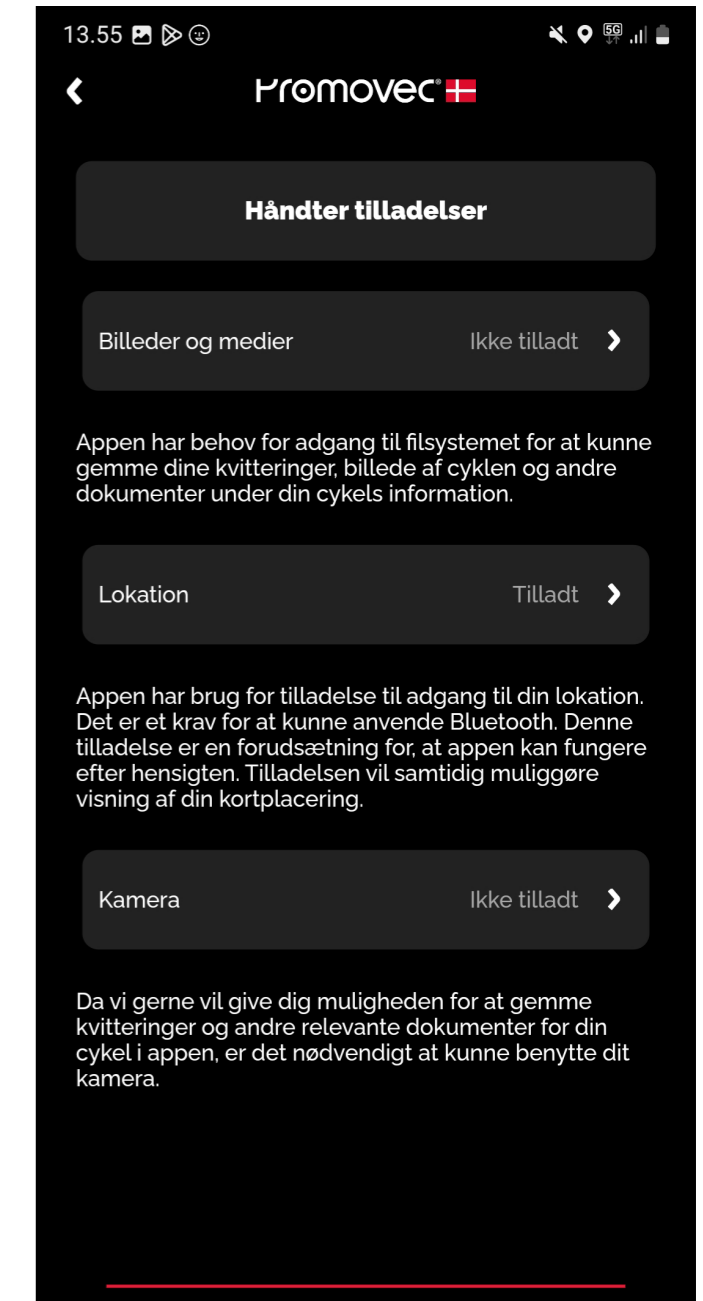 13.55
5G
Promovec®
Håndter tilladelser
Billeder og medier Ikke tilladt
Appen har behov for adgang til filsystemet for at kunne
gemme dine kvitteringer, billede af cyklen og andre
dokumenter under din cykels information.
Lokation Tilladt
Appen har brug for tilladelse til adgang til din lokation.
Det er et krav for at kunne anvende Bluetooth. Denne
tilladelse er en forudsætning for, at appen kan fungere
efter hensigten. Tilladelsen vil samtidig muliggøre
visning af din kortplacering.
Kamera Ikke tilladt
Da vi gerne vil give dig muligheden for at gemme
kvitteringer og andre relevante dokumenter for din
cykel i appen, er det nødvendigt at kunne benytte dit
kamera.